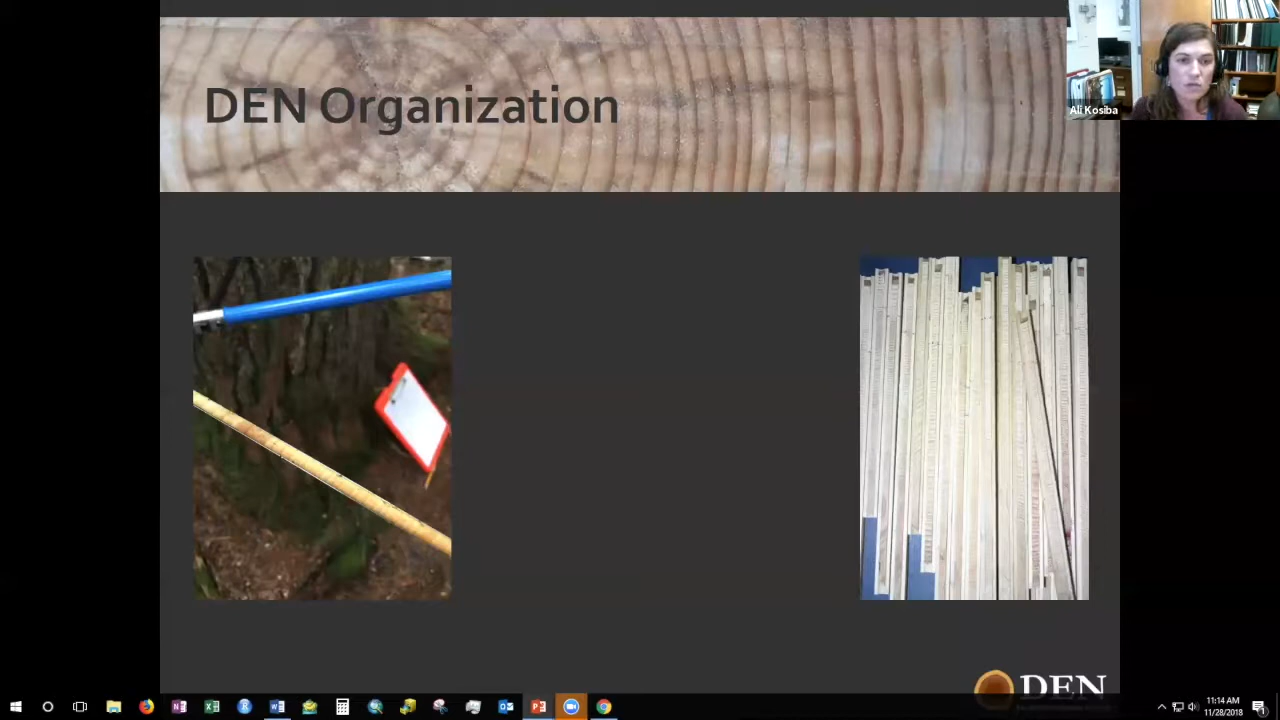 DEN Organization
Ali Kosiba
DEN
11:14 AM
11/28/2018